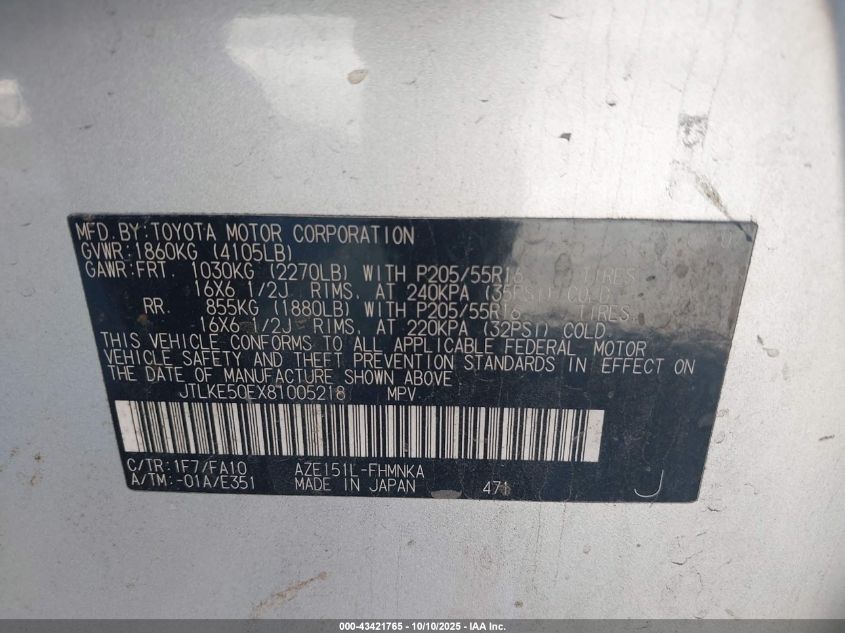 MFD.BY:TOYOTA MOTOR CORPORATION
GVWR:1860KG (4105LB)
GAWR:FRT. 1030KG (2270LB) WITH P205/55R16 TIRES,
16X6 1/2J RIMS, AT 240KPA (35PSI) COLD.
RR. 855KG (1880LB) WITH P205/55R16 TIRES,
16X6 1/2J RIMS, AT 220KPA (32PSI) COLD.
THIS VEHICLE CONFORMS TO ALL APPLICABLE FEDERAL MOTOR
VEHICLE SAFETY AND THEFT PREVENTION STANDARDS IN EFFECT ON
THE DATE OF MANUFACTURE SHOWN ABOVE
JTLKE50EX81005218 MPV
C/TR:1F7/FA10 AZE151L-FHMNKA
A/TM:-01A/E351 MADE IN JAPAN 471 J
000-43421765 - 10/10/2025 - IAA Inc.